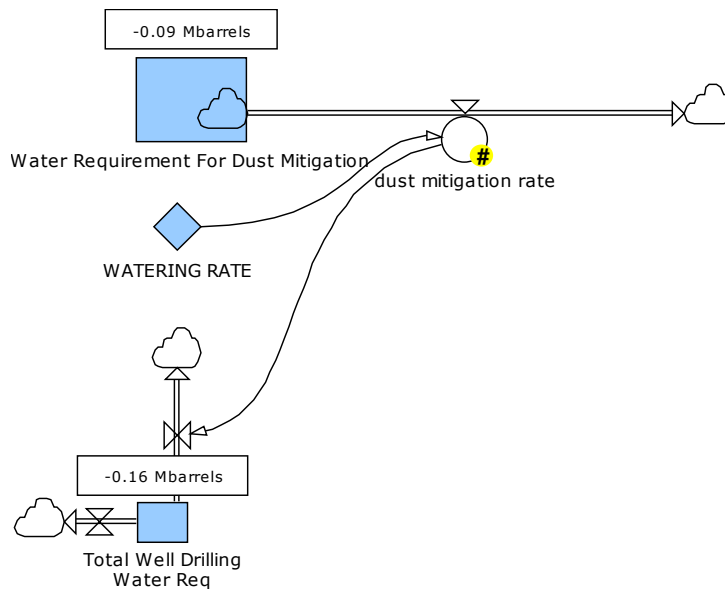 -0.09 Mbarrels
Water Requirement For Dust Mitigation
#
dust mitigation rate
WATERING RATE
-0.16 Mbarrels
Total Well Drilling
Water Req